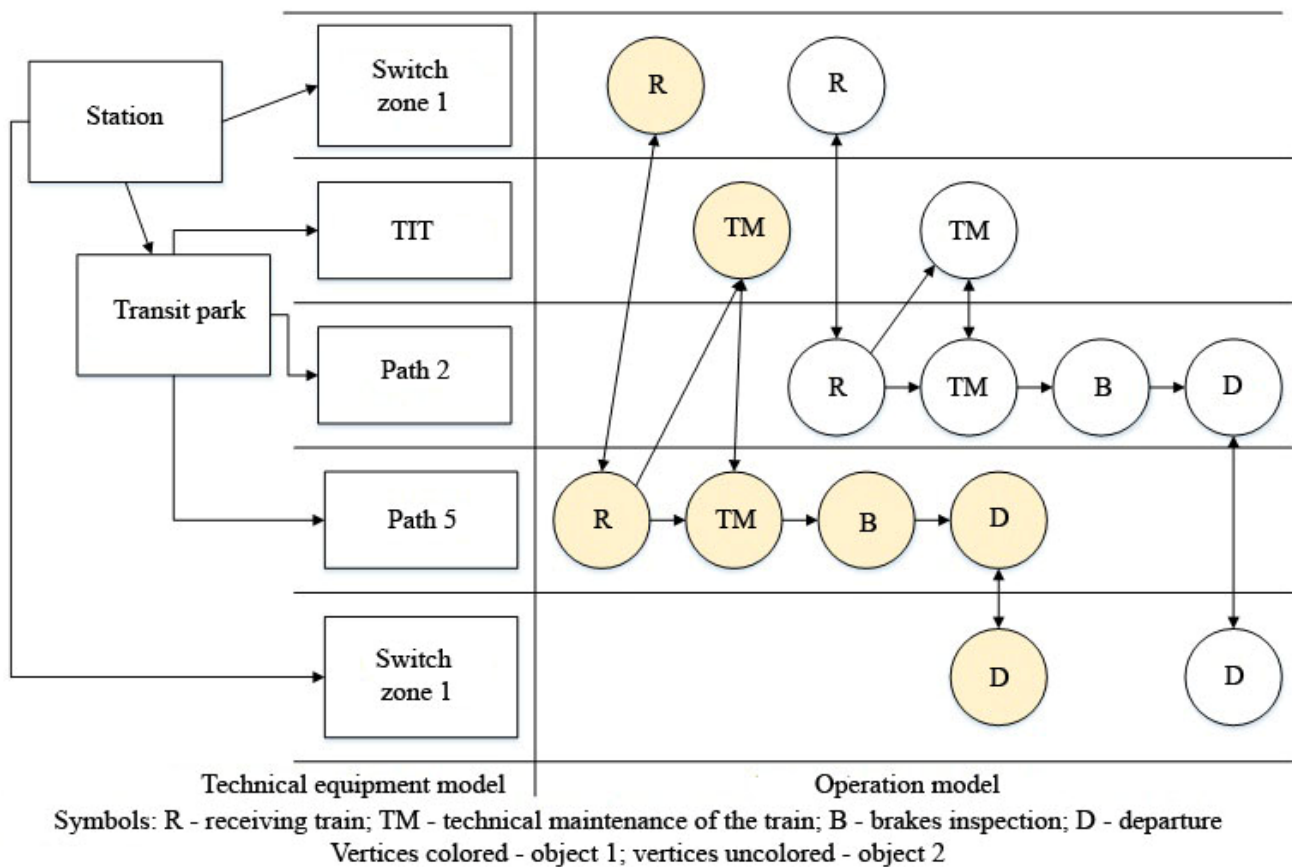 Switch
zone 1
R
R
Station
TIT
TM
TM
Transit park
Path 2
R
TM
B
D
Path 5
R
TM
B
D
Switch
zone 1
D
D
Technical equipment model
Operation model
Symbols: R - receiving train; TM - technical maintenance of the train; B - brakes inspection; D - departure
Vertices colored - object 1; vertices uncolored - object 2